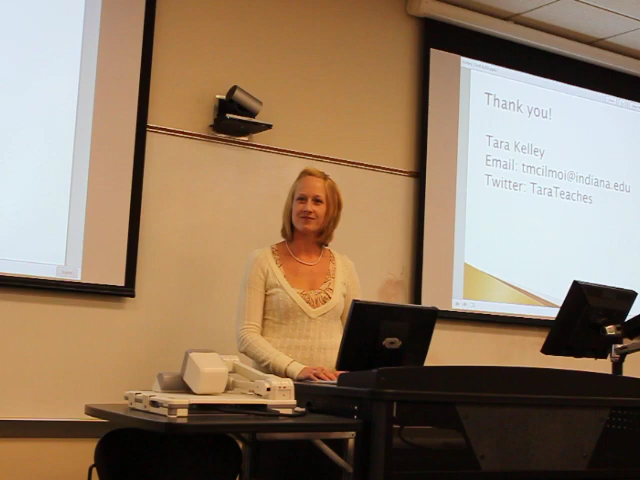 Thank you!
Tara Kelley
Email: tmcilmoi@indiana.edu
Twitter: TaraTeaches